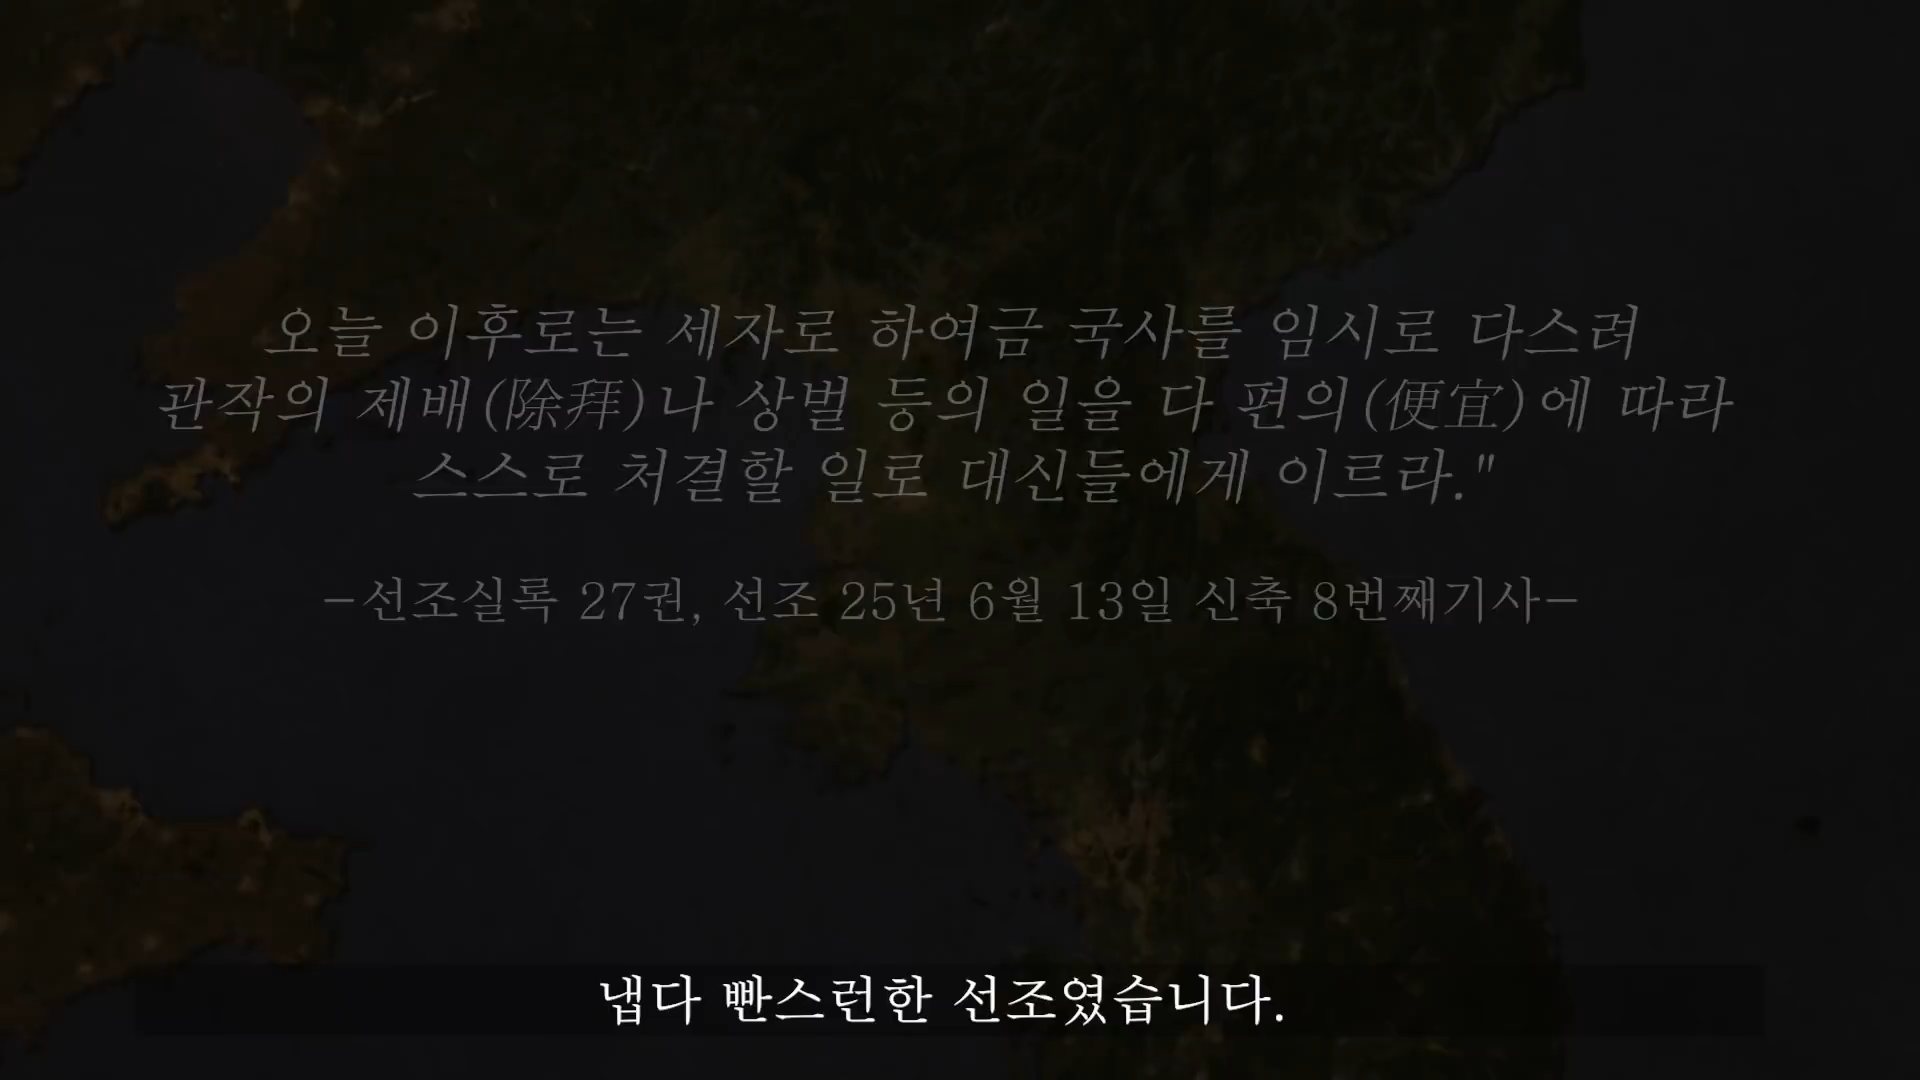 오늘 이후로는 세자로 하여금 국사를 임시로 다스려
관작의 제배(除拜)나 상벌 등의 일을 다 편의(便宜)에 따라
스스로 처결할 일로 대신들에게 이르라."
-선조실록 27권, 선조 25년 6월 13일 신축 8번째기사-
냅다 빤스런한 선조였습니다.